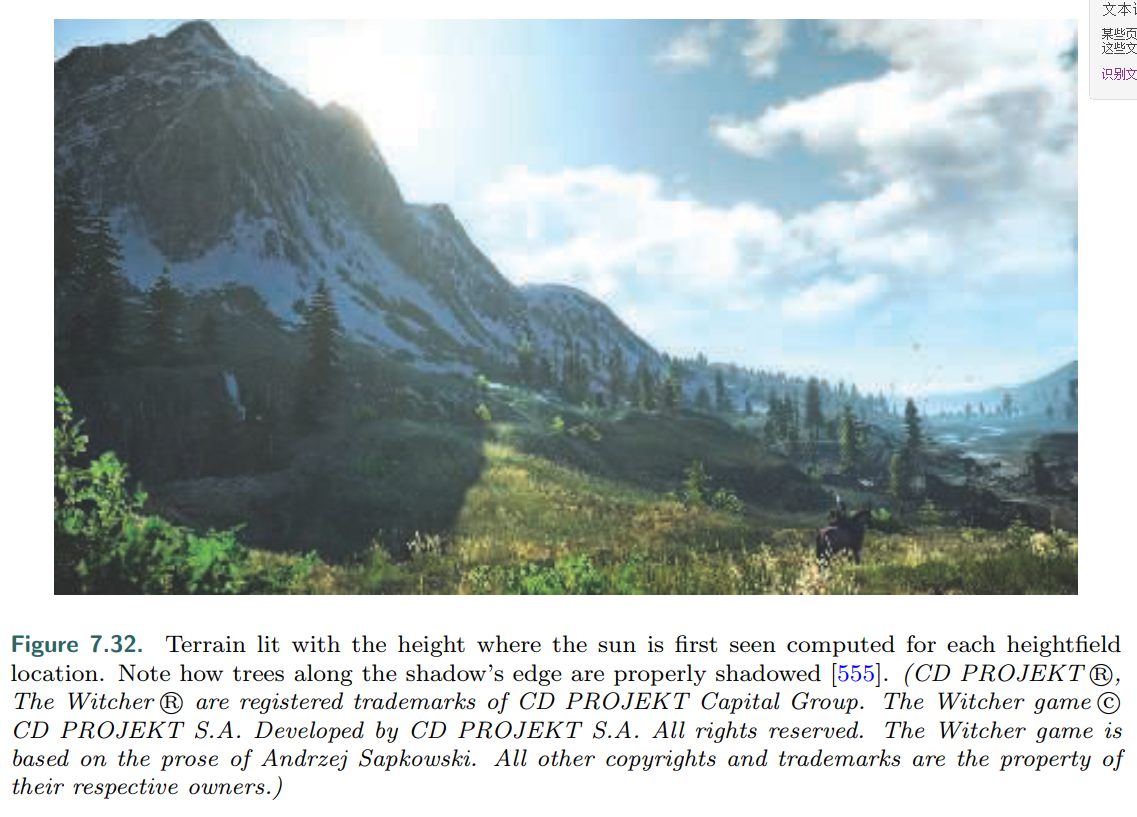 文本
某些页
这些文
识别文
Figure 7.32. Terrain lit with the height where the sun is first seen computed for each heightfield
location. Note how trees along the shadow's edge are properly shadowed [555]. (CD PROJEKT®,
The Witcher® are registered trademarks of CD PROJEKT Capital Group. The Witcher game ©
CD PROJEKT S.A. Developed by CD PROJEKT S.A. All rights reserved. The Witcher game is
based on the prose of Andrzej Sapkowski. All other copyrights and trademarks are the property of
their respective owners.)